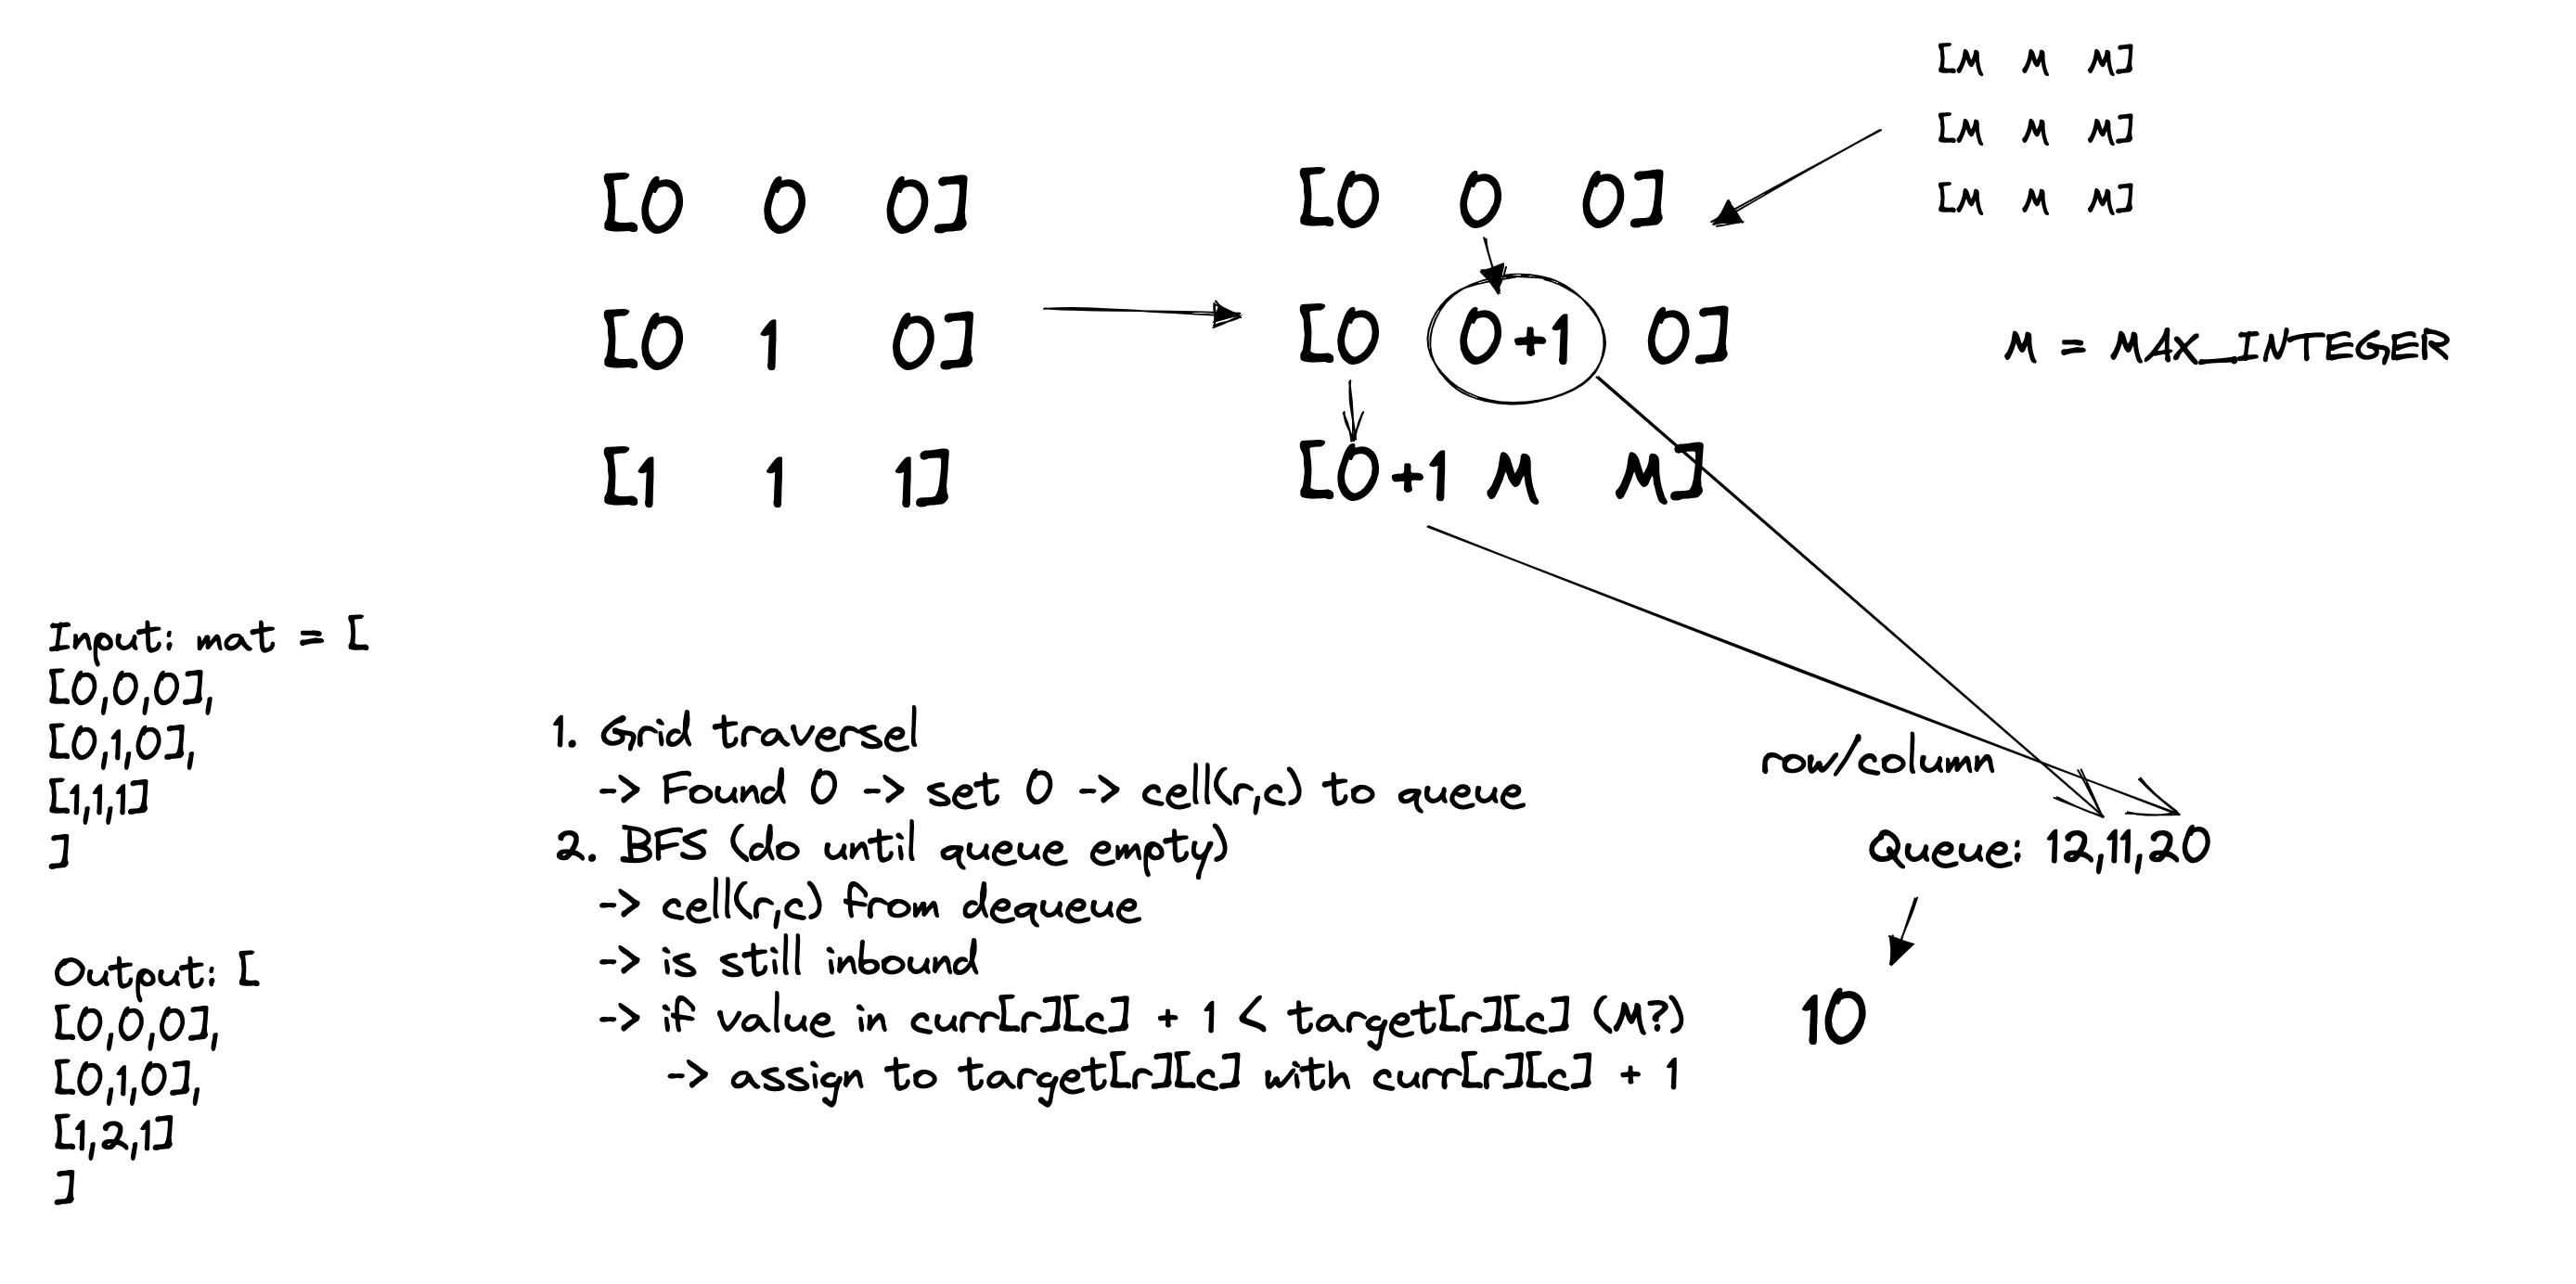 [M M M]
[M M M]
[M M M]
M = MAX_INTEGER
[0 0 0]
[0 1 0]
[1 1 1]
[0 0 0]
[0 0+1 0]
[0+1 M M]
Input: mat = [
[0,0,0],
[0,1,0],
[1,1,1]
]
Output: [
[0,0,0],
[0,1,0],
[1,2,1]
]
1. Grid traversel
-> Found 0 -> set 0 -> cell(r,c) to queue
2. BFS (do until queue empty)
-> cell(r,c) from dequeue
-> is still inbound
-> if value in curr[r][c] + 1 < target[r][c] (M?)
-> assign to target[r][c] with curr[r][c] + 1
row/column
Queue: 12,11,20
10